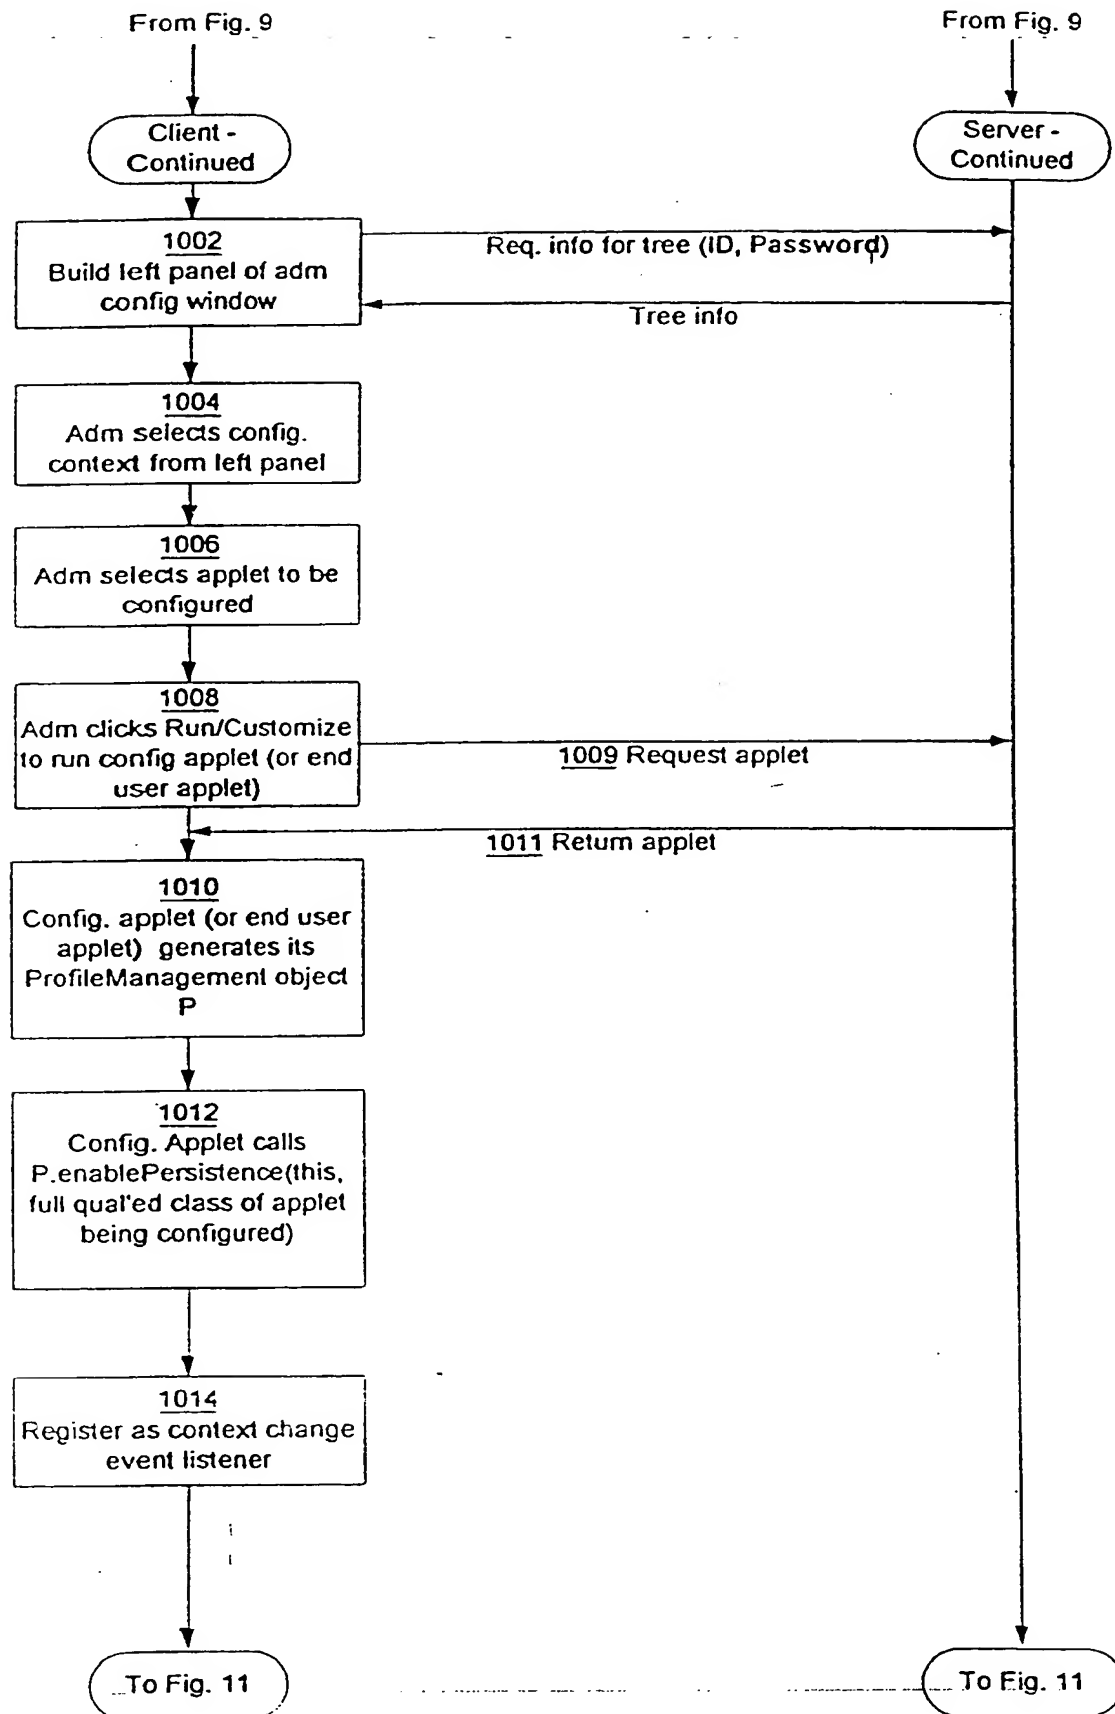 From Fig. 9
From Fig. 9
Client -
Continued
Server -
Continued
1002
Build left panel of adm
config window
Req. info for tree (ID, Password)
Tree info
1004
Adm selects config.
context from left panel
1006
Adm selects applet to be
configured
1008
Adm clicks Run/Customize
to run config applet (or end
user applet)
1009 Request applet
1011 Return applet
1010
Config. applet (or end user
applet) generates its
ProfileManagement object
P
1012
Config. Applet calls
P.enablePersistence(this,
full qual'ed class of applet
being configured)
1014
Register as context change
event listener
To Fig. 11
To Fig. 11